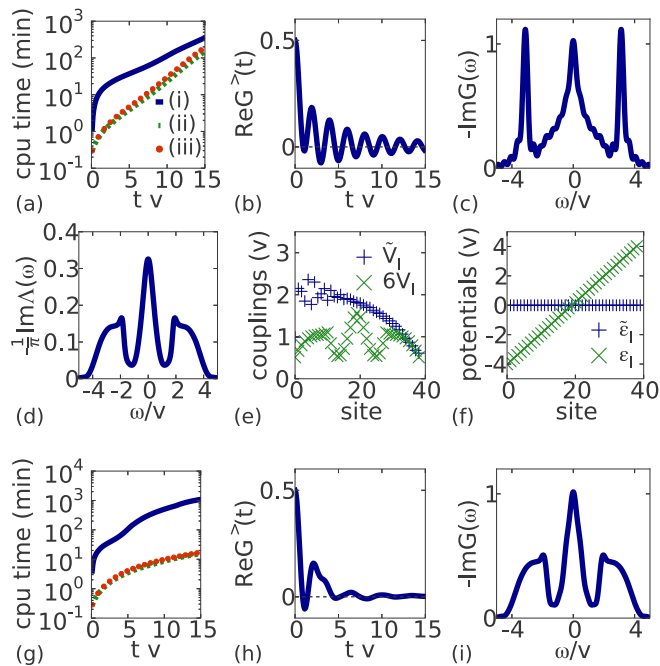 cpu time (min)
10³
10²
10¹
10⁰
10⁻¹
0 5 10 15
t v
(i)
(ii)
(iii)
(a)
ReG^>(t)
0.5
0
0 5 10 15
t v
(b)
-ImG(ω)
1
0
-4 0 4
ω/v
(c)
-1/π ImΛ(ω)
0.4
0.3
0.2
0.1
0
-4 -2 0 2 4
ω/v
(d)
couplings (v)
3
2
1
0
0 20 40
site
Ṽ_l
6V_l
(e)
potentials (v)
4
2
0
-2
-4
0 20 40
site
ε̃_l
ε_l
(f)
cpu time (min)
10⁴
10³
10²
10¹
10⁰
10⁻¹
0 5 10 15
t v
(g)
ReG^>(t)
0.5
0
0 5 10 15
t v
(h)
-ImG(ω)
1
0
-4 0 4
ω/v
(i)